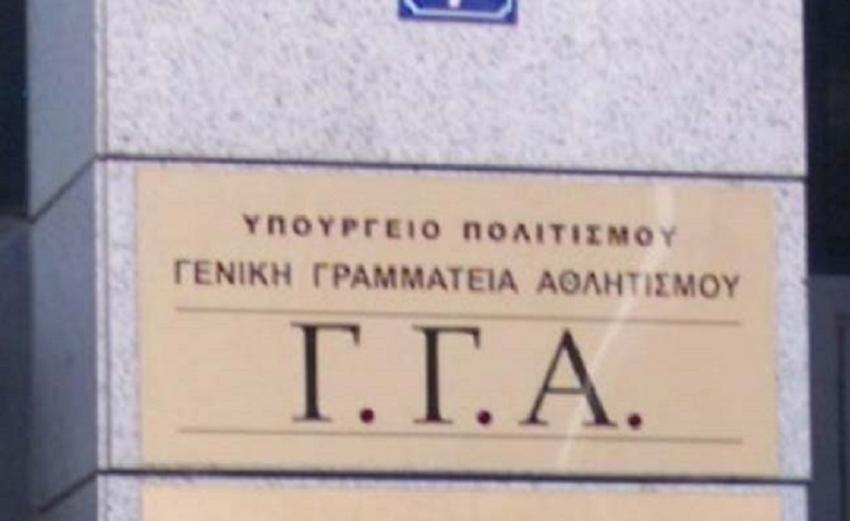 ΥΠΟΥΡΓΕΙΟ ΠΟΛΙΤΙΣΜΟΥ
ΓΕΝΙΚΗ ΓΡΑΜΜΑΤΕΙΑ ΑΘΛΗΤΙΣΜΟΥ
Γ.Γ.Α.